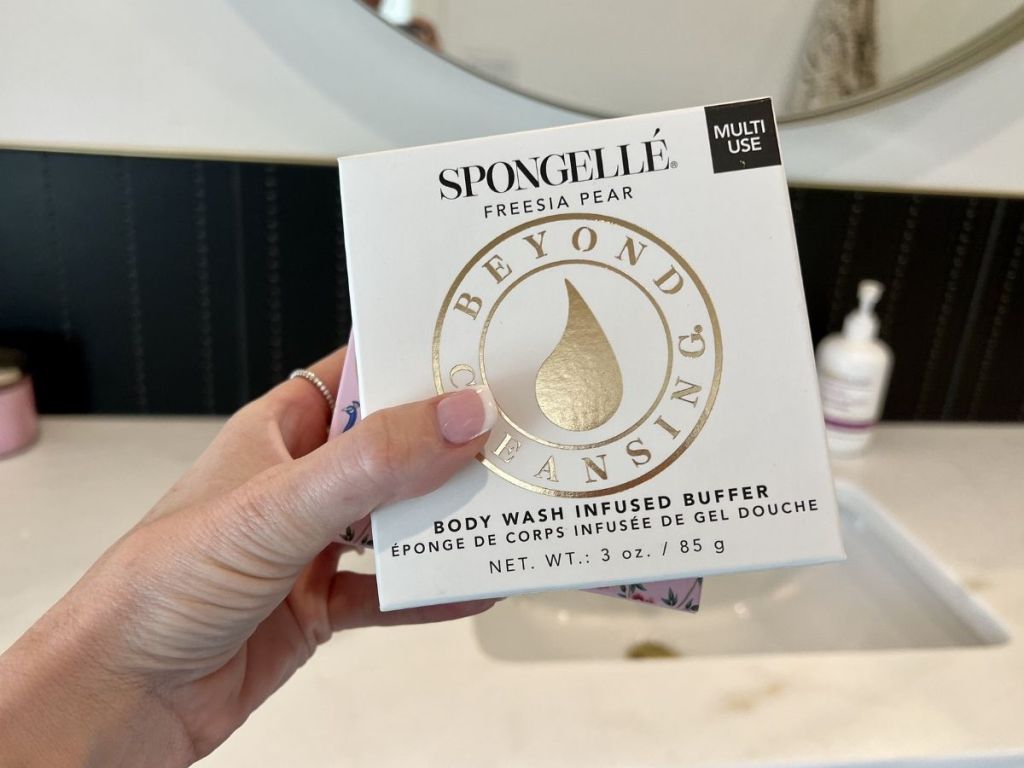 SPONGELLÉ®
FREESIA PEAR
MULTI
USE
BEYOND
CLEANSING®
BODY WASH INFUSED BUFFER
ÉPONGE DE CORPS INFUSÉE DE GEL DOUCHE
NET. WT.: 3 oz. / 85 g